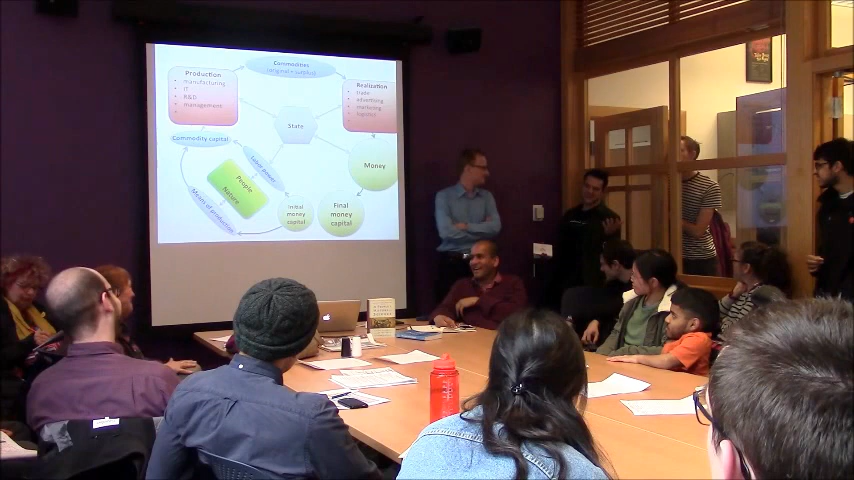 Commodities
(original + surplus)
Production
• manufacturing
• IT
• R&D
• management
Realization
• trade
• advertising
• marketing
• logistics
State
Commodity capital
Labor power
Money
People
Nature
Means of production
Initial
money
capital
Final
money
capital